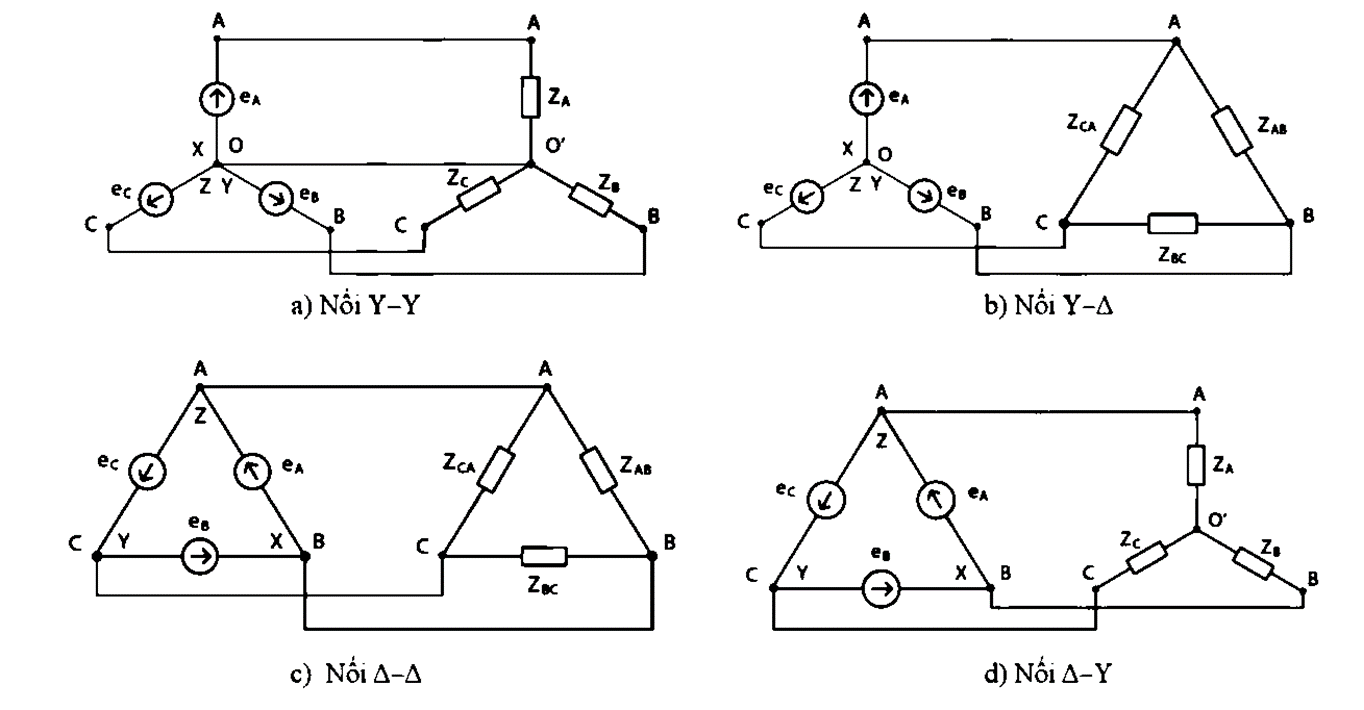 A A A A
e_A Z_A e_A Z_CA Z_AB
X O O' X O
e_C Z Y e_B Z_C Z_B e_C Z Y e_B
C B C B C B C B
Z_BC
a) Nối Y–Y b) Nối Y–Δ
A A A A
Z Z
e_C e_A Z_CA Z_AB e_C e_A Z_A
O'
e_B e_B Z_C Z_B
C Y X B C B C Y X B C B
Z_BC
c) Nối Δ–Δ d) Nối Δ–Y